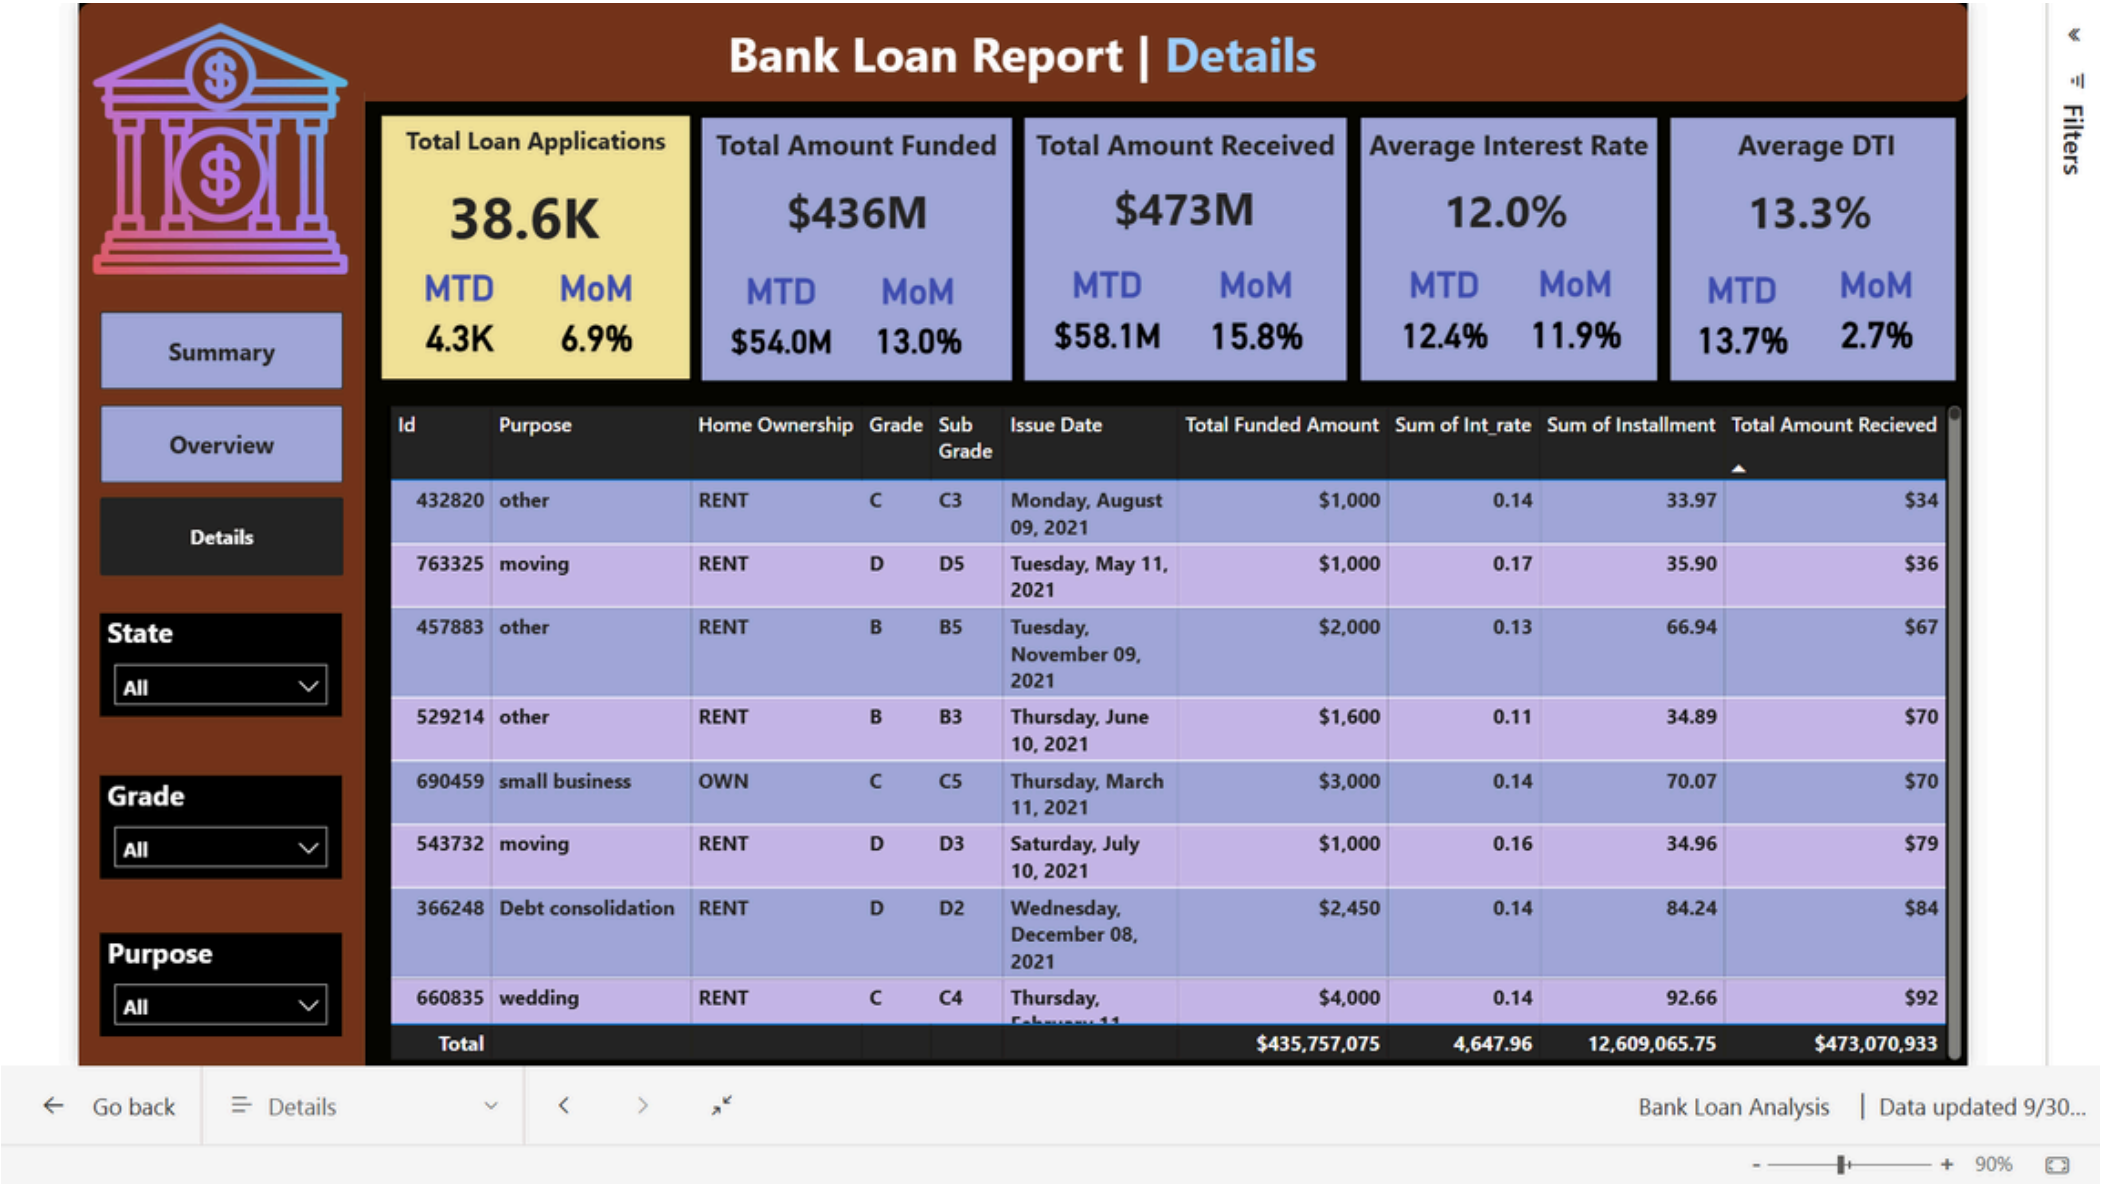 Bank Loan Report | Details
«
Filters
$
$
Total Loan Applications
38.6K
MTD MoM
4.3K 6.9%
Total Amount Funded
$436M
MTD MoM
$54.0M 13.0%
Total Amount Received
$473M
MTD MoM
$58.1M 15.8%
Average Interest Rate
12.0%
MTD MoM
12.4% 11.9%
Average DTI
13.3%
MTD MoM
13.7% 2.7%
Summary
Overview
Details
State
All
Grade
All
Purpose
All
Id Purpose Home Ownership Grade Sub Grade Issue Date Total Funded Amount Sum of Int_rate Sum of Installment Total Amount Recieved
432820 other RENT C C3 Monday, August 09, 2021 $1,000 0.14 33.97 $34
763325 moving RENT D D5 Tuesday, May 11, 2021 $1,000 0.17 35.90 $36
457883 other RENT B B5 Tuesday, November 09, 2021 $2,000 0.13 66.94 $67
529214 other RENT B B3 Thursday, June 10, 2021 $1,600 0.11 34.89 $70
690459 small business OWN C C5 Thursday, March 11, 2021 $3,000 0.14 70.07 $70
543732 moving RENT D D3 Saturday, July 10, 2021 $1,000 0.16 34.96 $79
366248 Debt consolidation RENT D D2 Wednesday, December 08, 2021 $2,450 0.14 84.24 $84
660835 wedding RENT C C4 Thursday, February 11 $4,000 0.14 92.66 $92
Total $435,757,075 4,647.96 12,609,065.75 $473,070,933
Go back
Details
Bank Loan Analysis | Data updated 9/30...
- + 90%